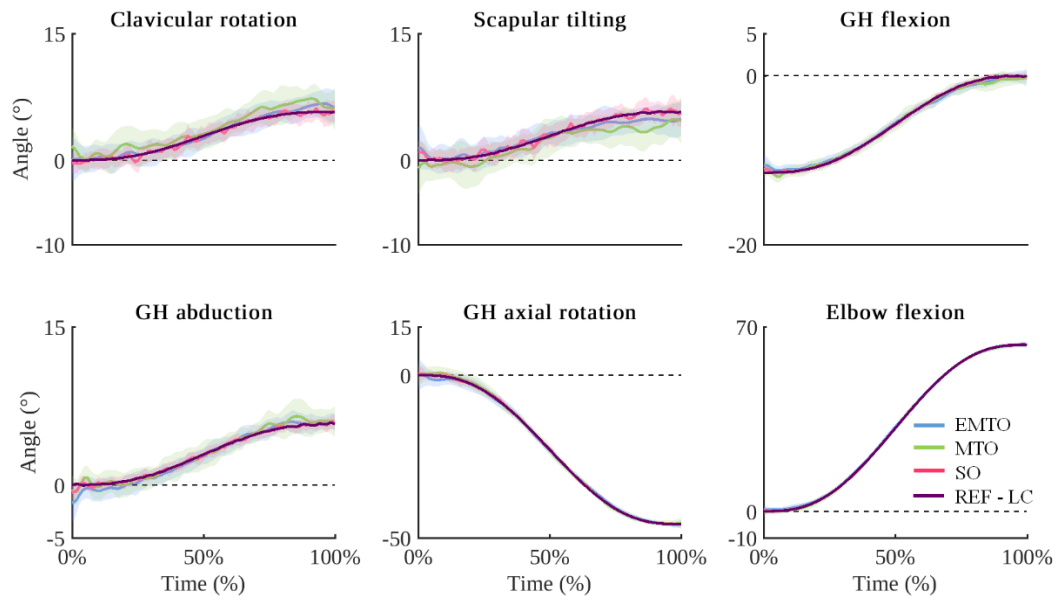 Clavicular rotation
Scapular tilting
GH flexion
15
0
-10
Angle (°)
15
0
-10
5
0
-20
GH abduction
GH axial rotation
Elbow flexion
15
0
-5
Angle (°)
0%
50%
100%
Time (%)
15
0
-50
0%
50%
100%
Time (%)
70
0
-10
EMTO
MTO
SO
REF - LC
0%
50%
100%
Time (%)